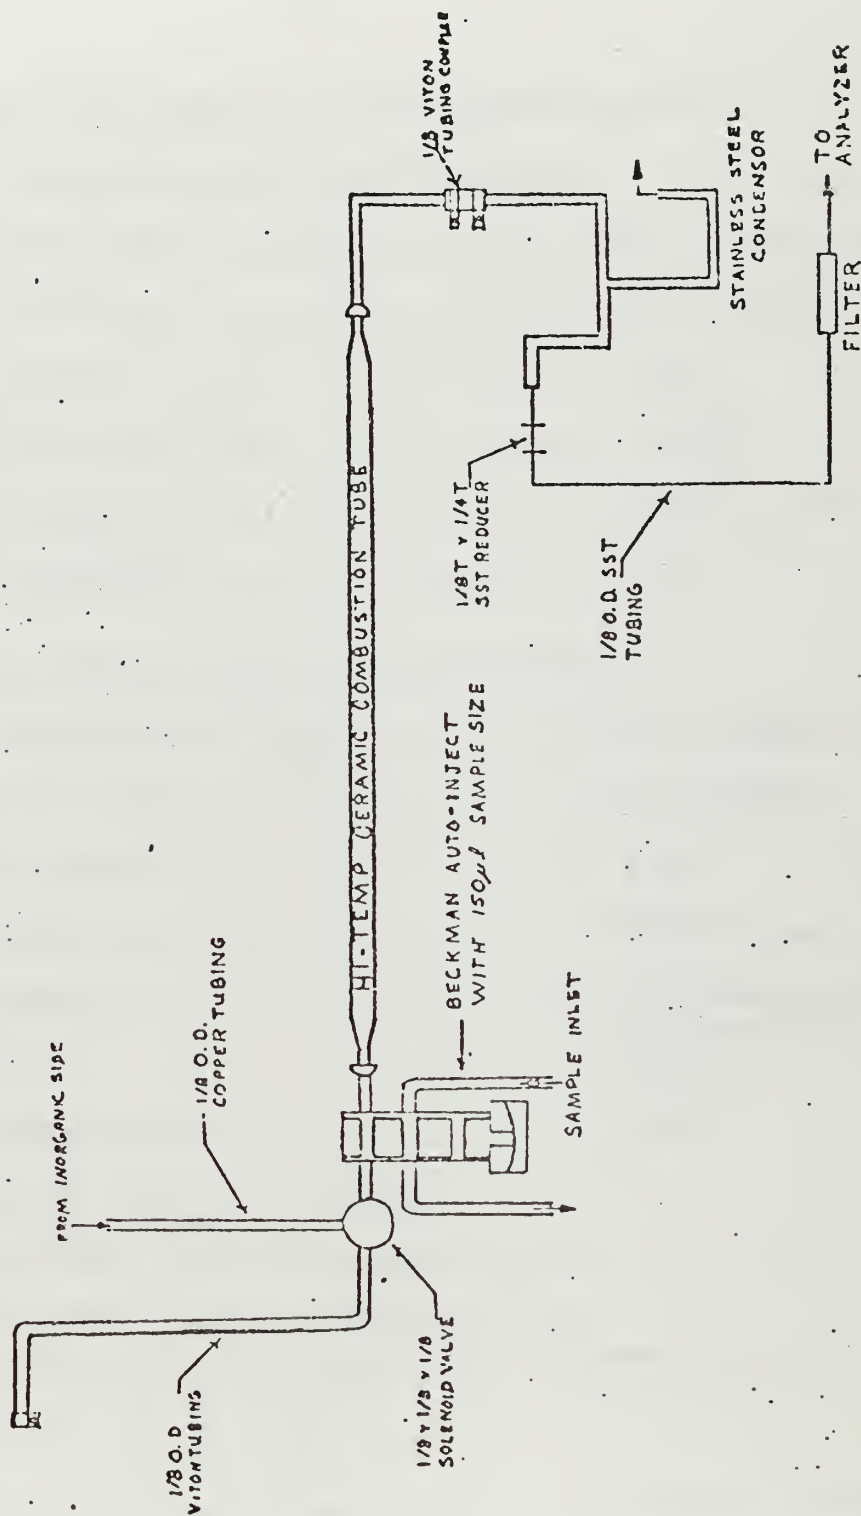 FROM INORGANIC SIDE
1/8 O.D.
COPPER TUBING
1/8 O.D
VITON TUBING
1/8 x 1/8 x 1/8
SOLENOID VALVE
HI-TEMP CERAMIC COMBUSTION TUBE
BECKMAN AUTO-INJECT
WITH 150µl SAMPLE SIZE
SAMPLE INLET
1/8 VITON
TUBING COUPLER
1/8T x 1/4T
SST REDUCER
1/8 O.D. SST
TUBING
STAINLESS STEEL
CONDENSOR
FILTER
TO
ANALYZER